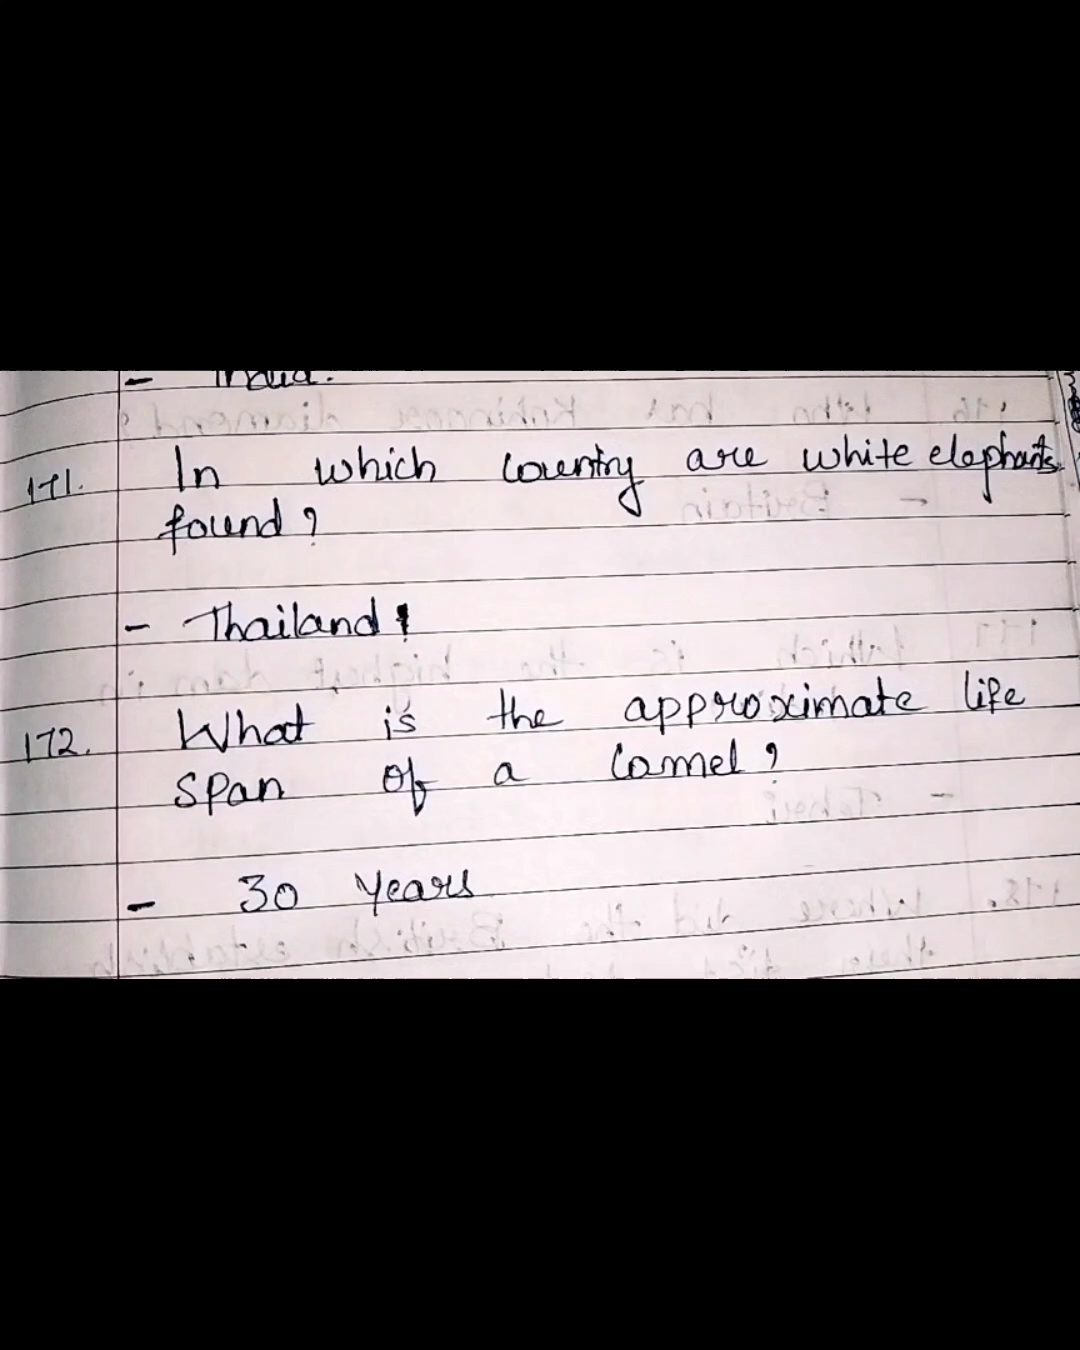 - India.
171. In which country are white elephants
found ?
- Thailand !
172. What is the approximate life
span of a camel ?
- 30 years